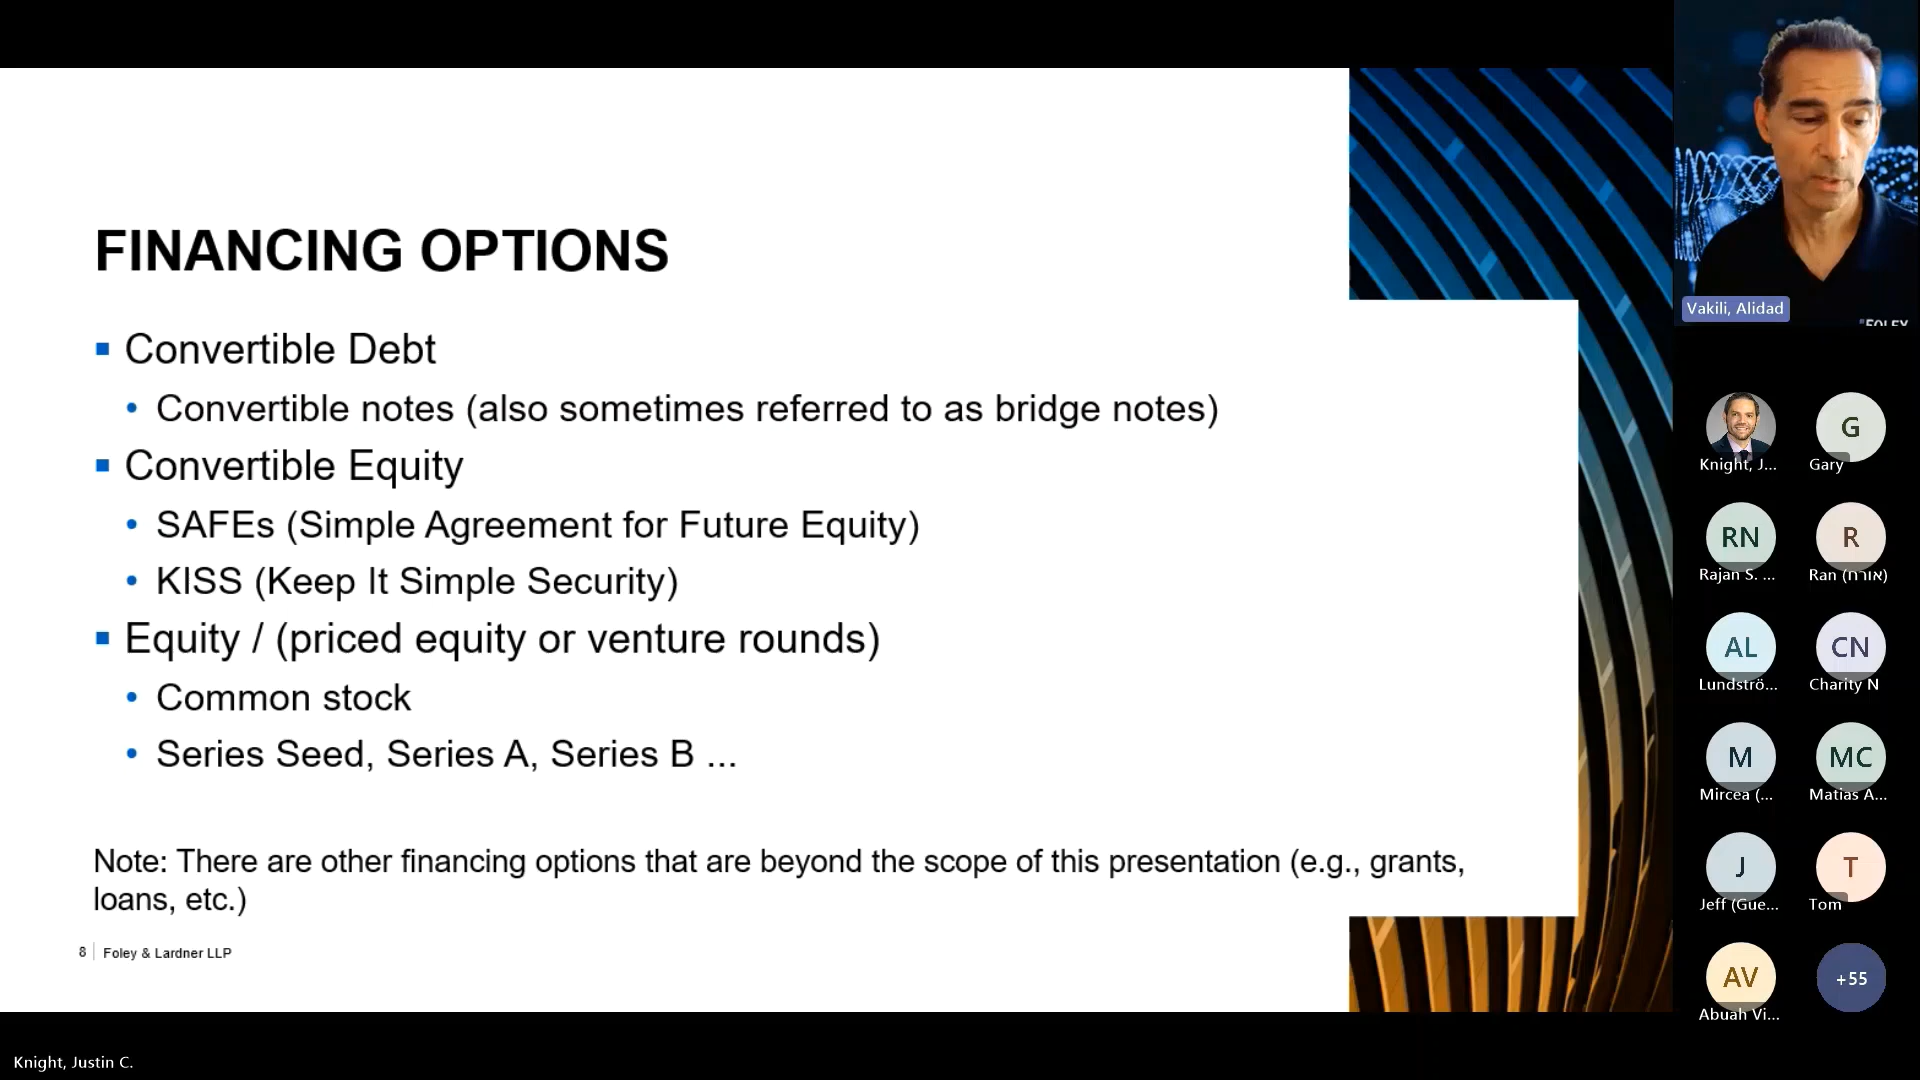 FINANCING OPTIONS
Convertible Debt
Convertible notes (also sometimes referred to as bridge notes)
Convertible Equity
SAFEs (Simple Agreement for Future Equity)
KISS (Keep It Simple Security)
Equity / (priced equity or venture rounds)
Common stock
Series Seed, Series A, Series B ...
Note: There are other financing options that are beyond the scope of this presentation (e.g., grants,
loans, etc.)
8 Foley & Lardner LLP
Knight, Justin C.
Vakili, Alidad
FOLEY
Knight, J...
G
Gary
RN
Rajan S. ...
R
Ran (אורח)
AL
Lundströ...
CN
Charity N
M
Mircea (...
MC
Matias A...
J
Jeff (Gue...
T
Tom
AV
Abuah Vi...
+55